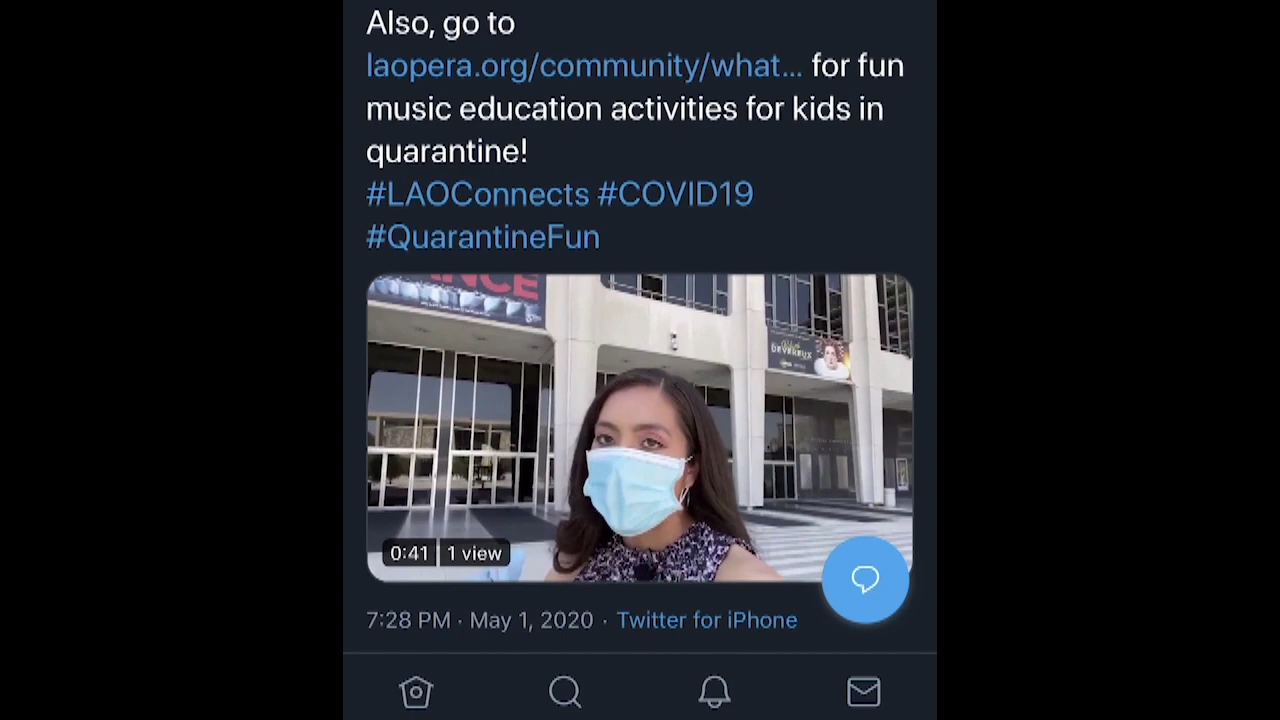 Also, go to
laopera.org/community/what... for fun
music education activities for kids in
quarantine!
#LAOConnects #COVID19
#QuarantineFun
NCE
DEVEREUX
0:41 1 view
7:28 PM · May 1, 2020 · Twitter for iPhone